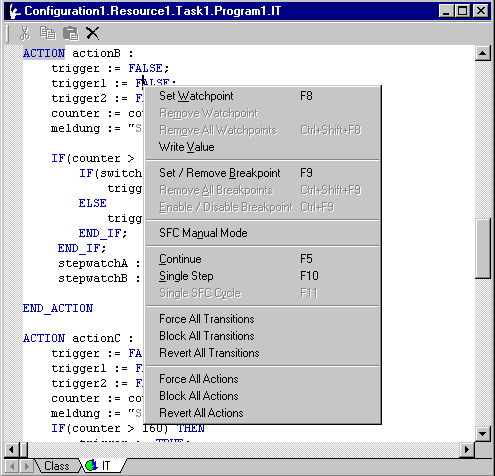 Configuration1.Resource1.Task1.Program1.IT
ACTION actionB :
trigger := FALSE;
trigger1 := FALSE;
trigger2 := F
counter := co
meldung := "S
IF(counter >
IF(switch
trigg
ELSE
trigg
END_IF;
END_IF;
stepwatchA :
stepwatchB :
END_ACTION
ACTION actionC :
trigger := FA
trigger1 := FA
trigger2 := FA
counter := co
meldung := "S
IF(counter > 160) THEN
trigger := TRUE;
Set Watchpoint F8
Remove Watchpoint
Remove All Watchpoints Ctrl+Shift+F8
Write Value
Set / Remove Breakpoint F9
Remove All Breakpoints Ctrl+Shift+F9
Enable / Disable Breakpoint Ctrl+F9
SFC Manual Mode
Continue F5
Single Step F10
Single SFC Cycle F11
Force All Transitions
Block All Transitions
Revert All Transitions
Force All Actions
Block All Actions
Revert All Actions
Class IT